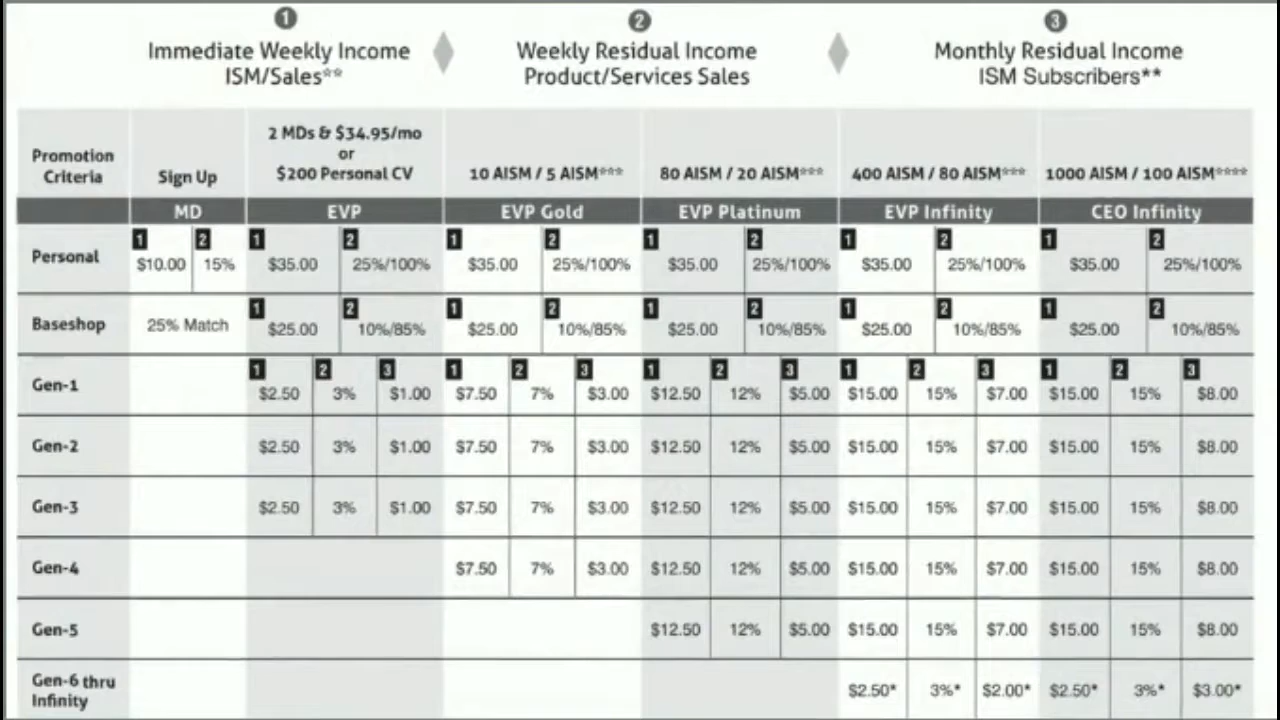 1 2 3
Immediate Weekly Income Weekly Residual Income Monthly Residual Income
ISM/Sales** Product/Services Sales ISM Subscribers**
2 MDs & $34.95/mo
Promotion or
Criteria Sign Up $200 Personal CV 10 AISM / 5 AISM*** 80 AISM / 20 AISM*** 400 AISM / 80 AISM*** 1000 AISM / 100 AISM****
MD EVP EVP Gold EVP Platinum EVP Infinity CEO Infinity
1 2 1 2 1 2 1 2 1 2 1 2
Personal $10.00 15% $35.00 25%/100% $35.00 25%/100% $35.00 25%/100% $35.00 25%/100% $35.00 25%/100%
1 2 1 2 1 2 1 2 1 2
Baseshop 25% Match $25.00 10%/85% $25.00 10%/85% $25.00 10%/85% $25.00 10%/85% $25.00 10%/85%
1 2 3 1 2 3 1 2 3 1 2 3 1 2 3
Gen-1 $2.50 3% $1.00 $7.50 7% $3.00 $12.50 12% $5.00 $15.00 15% $7.00 $15.00 15% $8.00
Gen-2 $2.50 3% $1.00 $7.50 7% $3.00 $12.50 12% $5.00 $15.00 15% $7.00 $15.00 15% $8.00
Gen-3 $2.50 3% $1.00 $7.50 7% $3.00 $12.50 12% $5.00 $15.00 15% $7.00 $15.00 15% $8.00
Gen-4 $7.50 7% $3.00 $12.50 12% $5.00 $15.00 15% $7.00 $15.00 15% $8.00
Gen-5 $12.50 12% $5.00 $15.00 15% $7.00 $15.00 15% $8.00
Gen-6 thru
Infinity $2.50* 3%* $2.00* $2.50* 3%* $3.00*